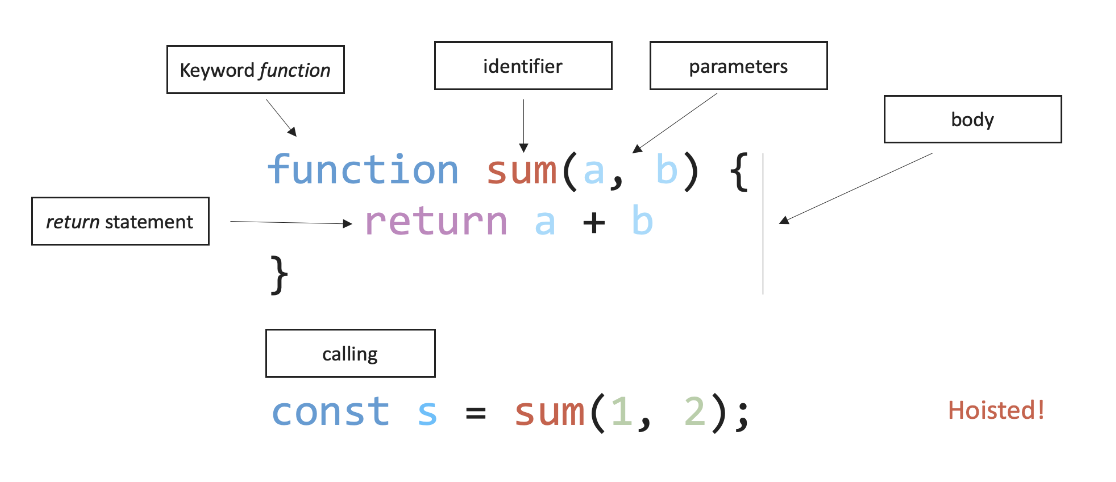 Keyword function
identifier
parameters
body
function sum(a, b) {
return statement
return a + b
}
calling
const s = sum(1, 2);
Hoisted!